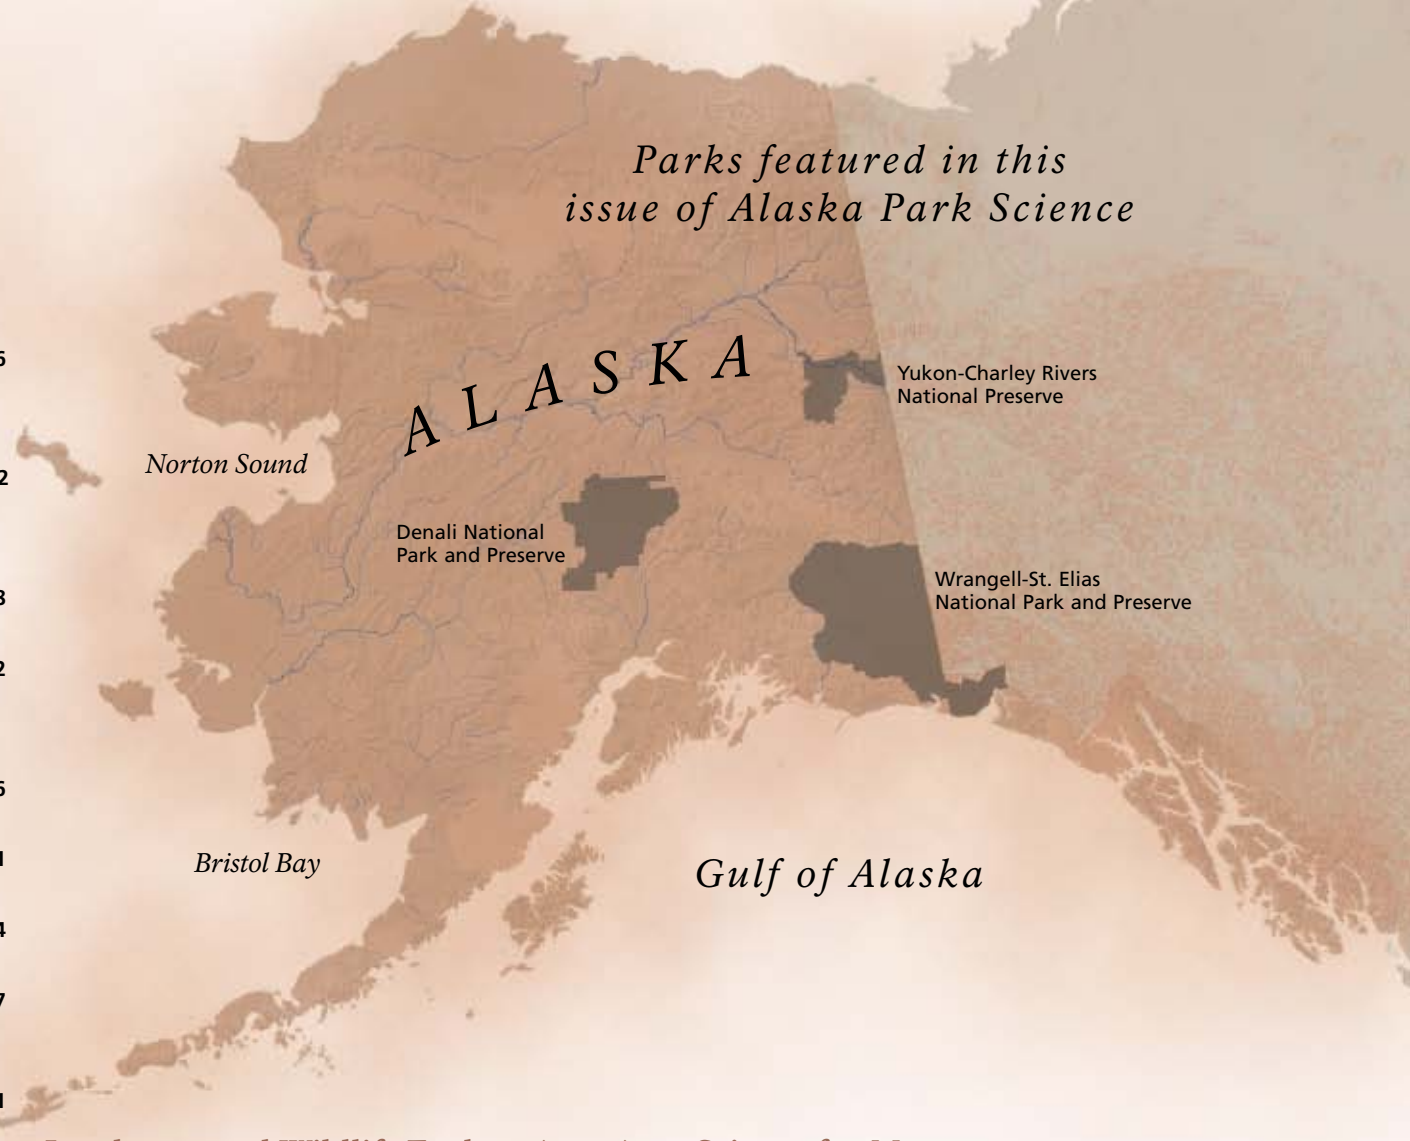 Parks featured in this
issue of Alaska Park Science
ALASKA
Yukon-Charley Rivers
National Preserve
Norton Sound
Denali National
Park and Preserve
Wrangell-St. Elias
National Park and Preserve
Bristol Bay
Gulf of Alaska